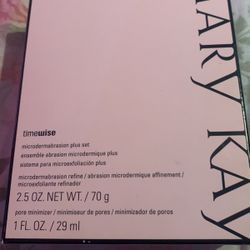 MARY KAY
timewise
microdermabrasion plus set
ensemble abrasion microdermique plus
sistema para microexfoliación plus
microdermabrasion refine / abrasion microdermique affinement /
microexfoliante refinador
2.5 OZ. NET WT. / 70 g
pore minimizer / minimiseur de pores / minimizador de poros
1 FL. OZ. / 29 ml